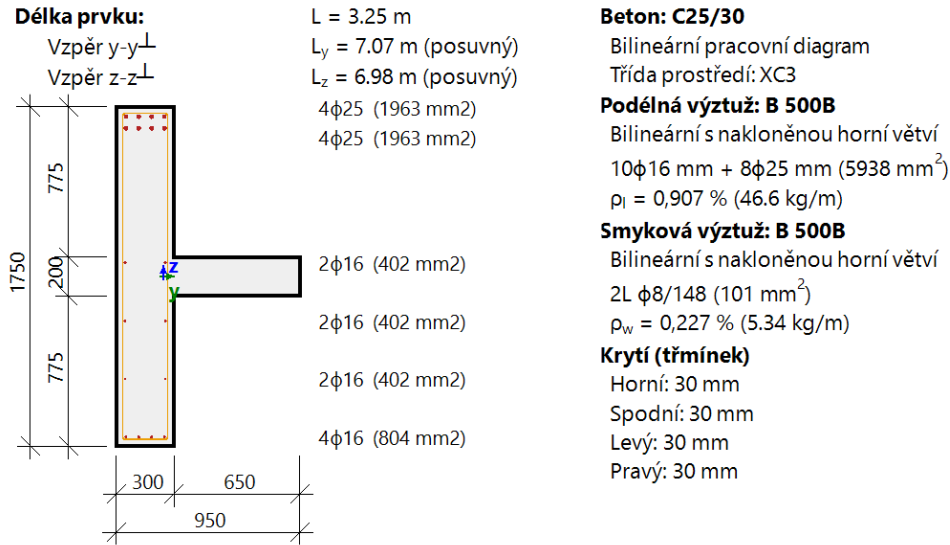 Délka prvku:
Vzpěr y-y┴
Vzpěr z-z┴
L = 3.25 m
Ly = 7.07 m (posuvný)
Lz = 6.98 m (posuvný)
4ϕ25 (1963 mm2)
4ϕ25 (1963 mm2)
2ϕ16 (402 mm2)
2ϕ16 (402 mm2)
2ϕ16 (402 mm2)
4ϕ16 (804 mm2)
1750
775
200
775
z
y
300
650
950
Beton: C25/30
Bilineární pracovní diagram
Třída prostředí: XC3
Podélná výztuž: B 500B
Bilineární s nakloněnou horní větví
10ϕ16 mm + 8ϕ25 mm (5938 mm²)
ρl = 0,907 % (46.6 kg/m)
Smyková výztuž: B 500B
Bilineární s nakloněnou horní větví
2L ϕ8/148 (101 mm²)
ρw = 0,227 % (5.34 kg/m)
Krytí (třmínek)
Horní: 30 mm
Spodní: 30 mm
Levý: 30 mm
Pravý: 30 mm